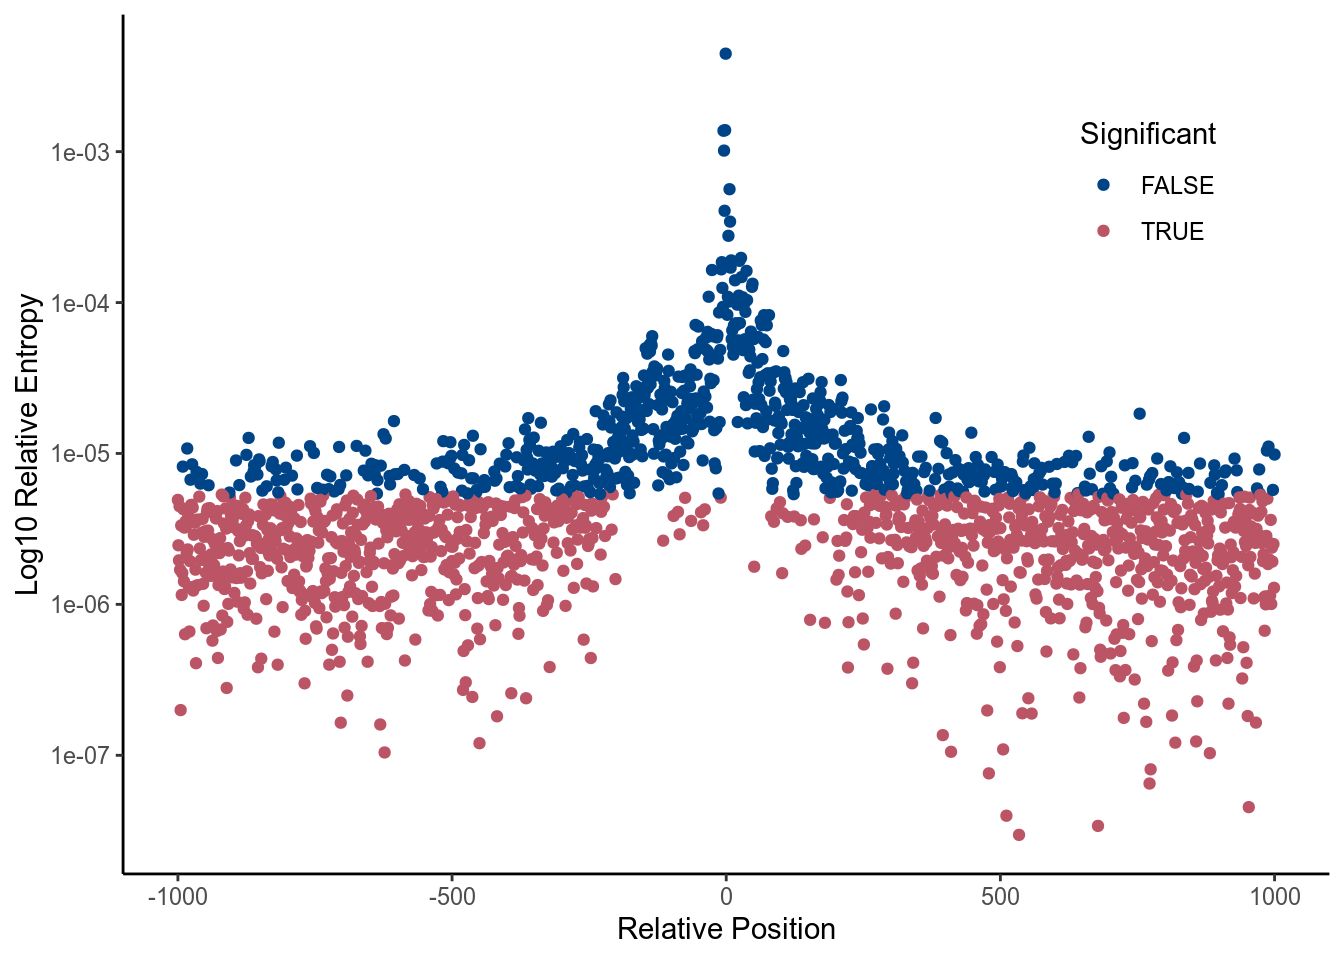 Log10 Relative Entropy
1e-03
1e-04
1e-05
1e-06
1e-07
Significant
FALSE
TRUE
-1000
-500
0
500
1000
Relative Position